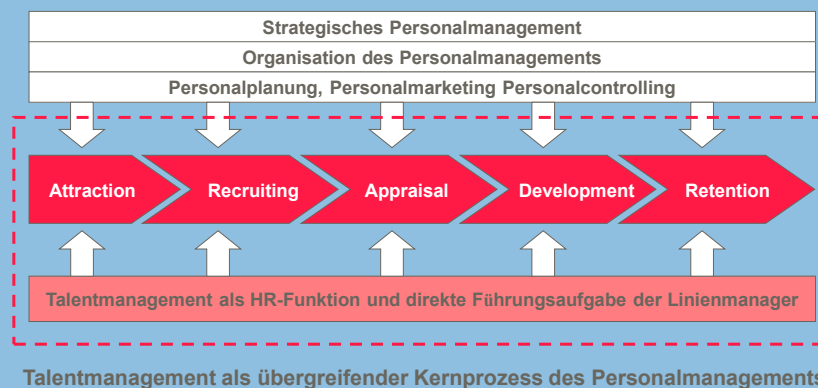 Strategisches Personalmanagement
Organisation des Personalmanagements
Personalplanung, Personalmarketing Personalcontrolling
Attraction
Recruiting
Appraisal
Development
Retention
Talentmanagement als HR-Funktion und direkte Führungsaufgabe der Linienmanager
Talentmanagement als übergreifender Kernprozess des Personalmanagements